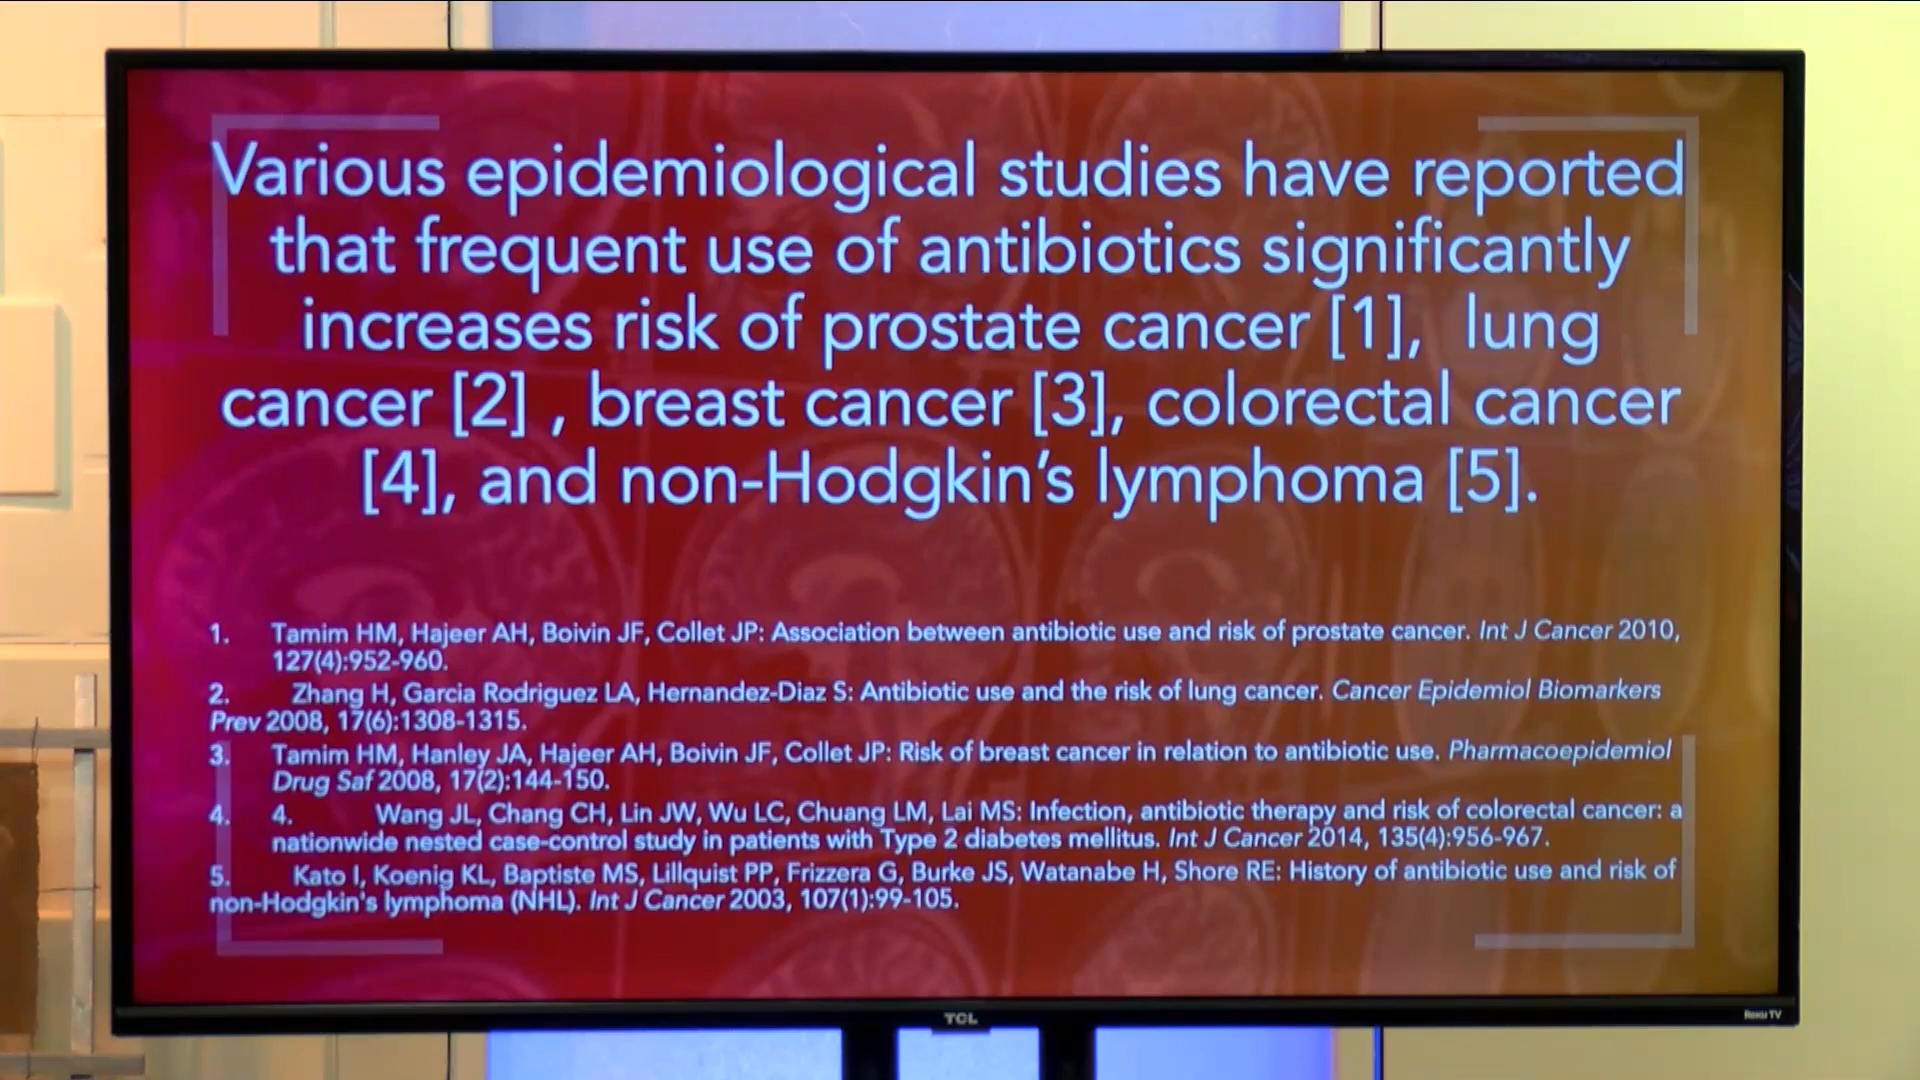 Various epidemiological studies have reported
that frequent use of antibiotics significantly
increases risk of prostate cancer [1], lung
cancer [2] , breast cancer [3], colorectal cancer
[4], and non-Hodgkin's lymphoma [5].
1. Tamim HM, Hajeer AH, Boivin JF, Collet JP: Association between antibiotic use and risk of prostate cancer. Int J Cancer 2010,
127(4):952-960.
2. Zhang H, Garcia Rodriguez LA, Hernandez-Diaz S: Antibiotic use and the risk of lung cancer. Cancer Epidemiol Biomarkers
Prev 2008, 17(6):1308-1315.
3. Tamim HM, Hanley JA, Hajeer AH, Boivin JF, Collet JP: Risk of breast cancer in relation to antibiotic use. Pharmacoepidemiol
Drug Saf 2008, 17(2):144-150.
4. 4. Wang JL, Chang CH, Lin JW, Wu LC, Chuang LM, Lai MS: Infection, antibiotic therapy and risk of colorectal cancer: a
nationwide nested case-control study in patients with Type 2 diabetes mellitus. Int J Cancer 2014, 135(4):956-967.
5. Kato I, Koenig KL, Baptiste MS, Lillquist PP, Frizzera G, Burke JS, Watanabe H, Shore RE: History of antibiotic use and risk of
non-Hodgkin's lymphoma (NHL). Int J Cancer 2003, 107(1):99-105.
TCL
Roku TV